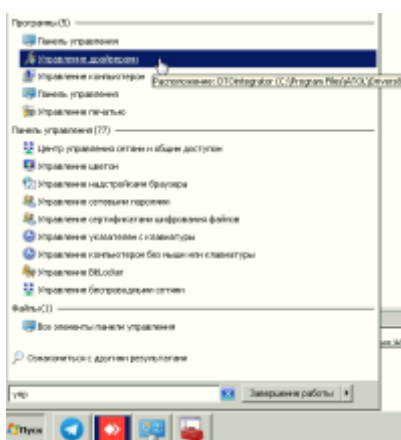 Программы (5)
Панель управления
Управление драйверами
Управление компьютером
Расположение: DTOintegrator (C:\Program Files\ATOL\Drivers8
Панель управления
Управление печатью
Панель управления (77)
Центр управления сетями и общим доступом
Управление цветом
Управление надстройками браузера
Управление сетевыми паролями
Управление сертификатами шифрования файлов
Управление указателем с клавиатуры
Управление компьютером без мыши или клавиатуры
Управление BitLocker
Управление беспроводными сетями
Файлы (1)
Все элементы панели управления
Ознакомиться с другими результатами
упр
Завершение работы
Пуск